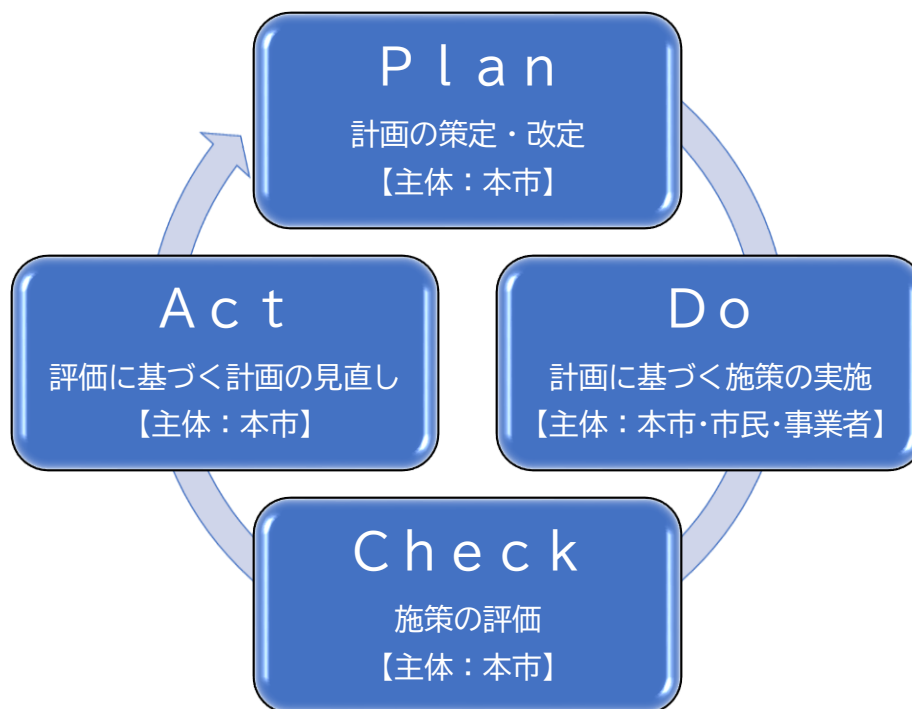 Ｐｌａｎ
計画の策定・改定
【主体：本市】
Ａｃｔ
評価に基づく計画の見直し
【主体：本市】
Ｄｏ
計画に基づく施策の実施
【主体：本市･市民･事業者】
Ｃｈｅｃｋ
施策の評価
【主体：本市】